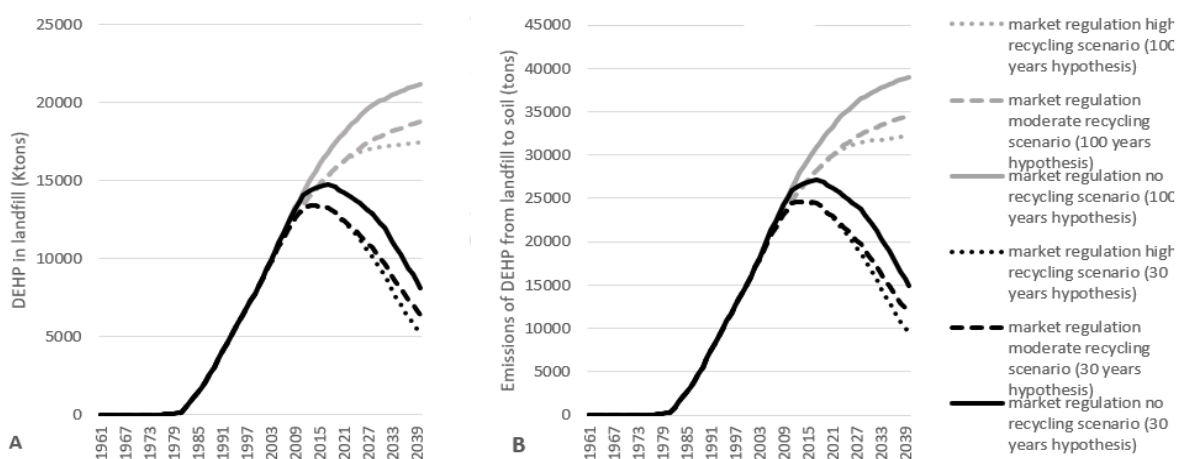 25000
20000
15000
10000
5000
0
DEHP in landfill (Ktons)
1961
1967
1973
1979
1985
1991
1997
2003
2009
2015
2021
2027
2033
2039
A
45000
40000
35000
30000
25000
20000
15000
10000
5000
0
Emissions of DEHP from landfill to soil (tons)
1961
1967
1973
1979
1985
1991
1997
2003
2009
2015
2021
2027
2033
2039
B
market regulation high
recycling scenario (100
years hypothesis)
market regulation
moderate recycling
scenario (100 years
hypothesis)
market regulation no
recycling scenario (100
years hypothesis)
market regulation high
recycling scenario (30
years hypothesis)
market regulation
moderate recycling
scenario (30 years
hypothesis)
market regulation no
recycling scenario (30
years hypothesis)